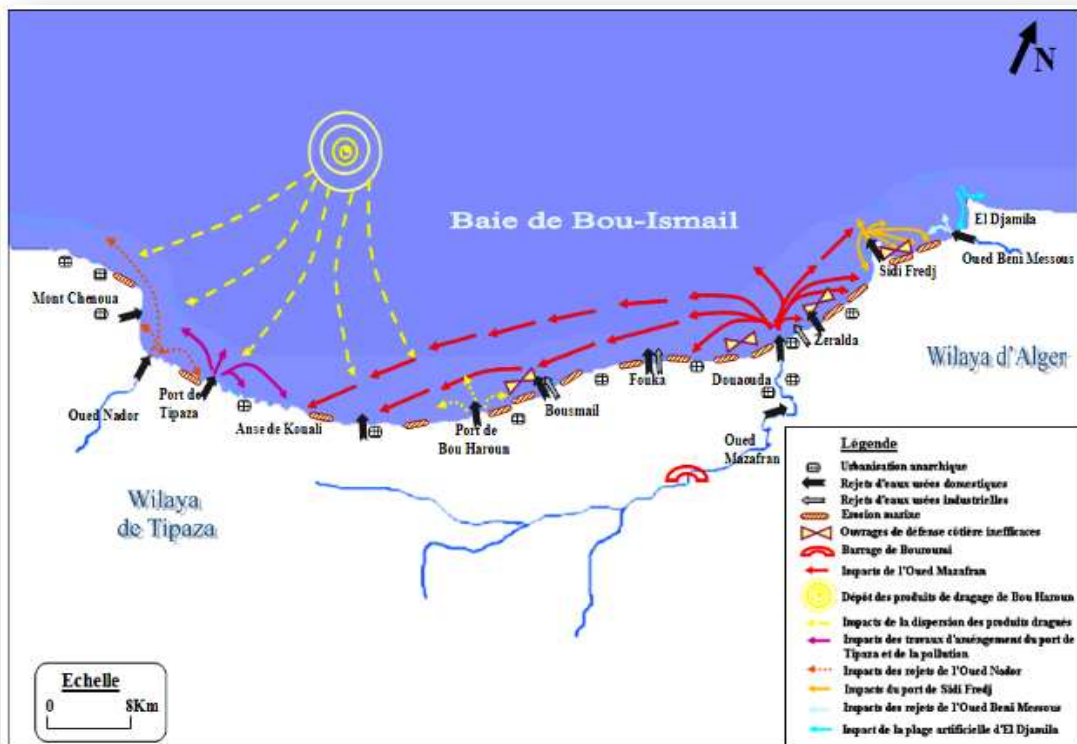 N
Baie de Bou-Ismail
El Djamila
Oued Beni Messous
Sidi Fredj
Mont Chenoua
Zeralda
Wilaya d'Alger
Fouka
Douaouda
Oued Nador
Port de
Tipaza
Anse de Kouali
Port de
Bou Haroun
Bousmail
Oued
Mazafran
Wilaya
de Tipaza
Légende
Urbanisation anarchique
Rejets d'eaux usées domestiques
Rejets d'eaux usées industrielles
Erosion marine
Ouvrages de défense côtière inefficaces
Barrage de Bouroumi
Impacts de l'Oued Mazafran
Dépôt des produits de dragage de Bou Haroun
Impacts de la dispersion des produits dragués
Impacts des travaux d'améngement du port de
Tipaza et de la pollution
Impacts des rejets de l'Oued Nador
Impacts du port de Sidi Fredj
Impacts des rejets de l'Oued Beni Messous
Impact de la plage artificielle d'El Djamila
Echelle
0 8Km